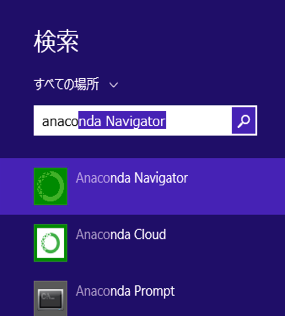 検索
すべての場所
anaconda Navigator
Anaconda Navigator
Anaconda Cloud
Anaconda Prompt